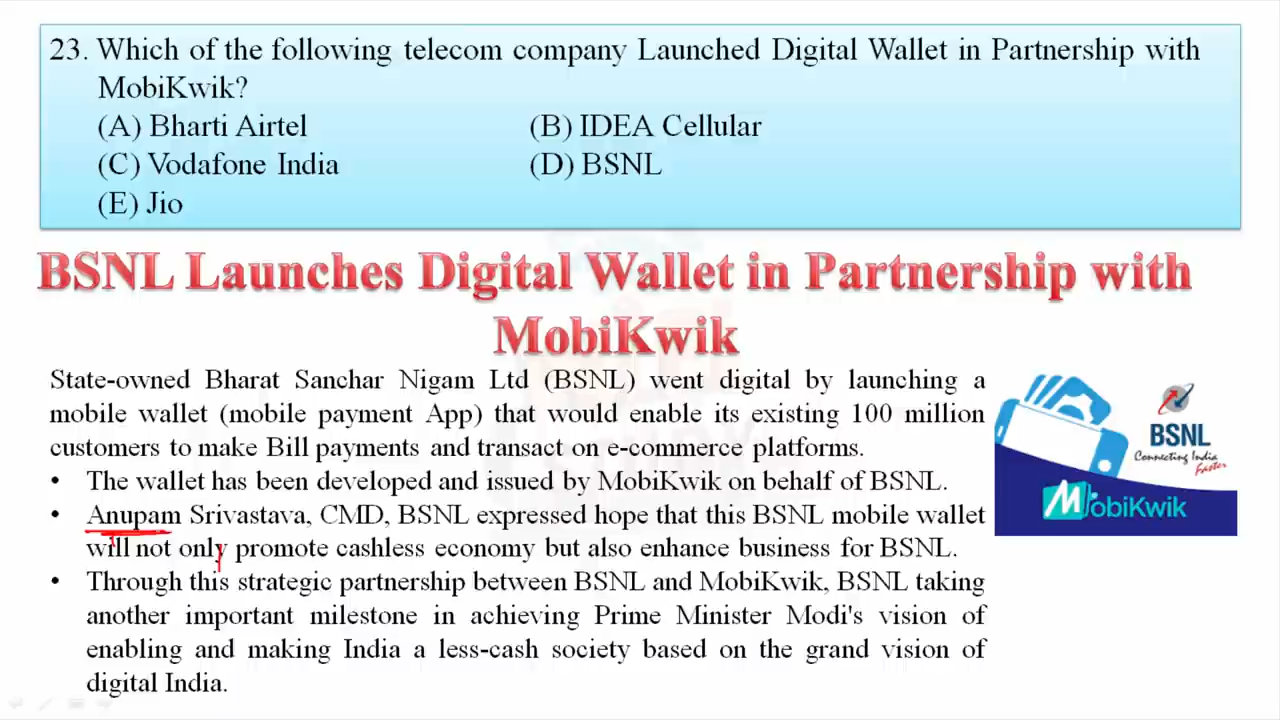 23. Which of the following telecom company Launched Digital Wallet in Partnership with
MobiKwik?
(A) Bharti Airtel (B) IDEA Cellular
(C) Vodafone India (D) BSNL
(E) Jio
BSNL Launches Digital Wallet in Partnership with
MobiKwik
State-owned Bharat Sanchar Nigam Ltd (BSNL) went digital by launching a
mobile wallet (mobile payment App) that would enable its existing 100 million
customers to make Bill payments and transact on e-commerce platforms.
• The wallet has been developed and issued by MobiKwik on behalf of BSNL.
• Anupam Srivastava, CMD, BSNL expressed hope that this BSNL mobile wallet
will not only promote cashless economy but also enhance business for BSNL.
• Through this strategic partnership between BSNL and MobiKwik, BSNL taking
another important milestone in achieving Prime Minister Modi's vision of
enabling and making India a less-cash society based on the grand vision of
digital India.
BSNL
Connecting India
Faster
MobiKwik